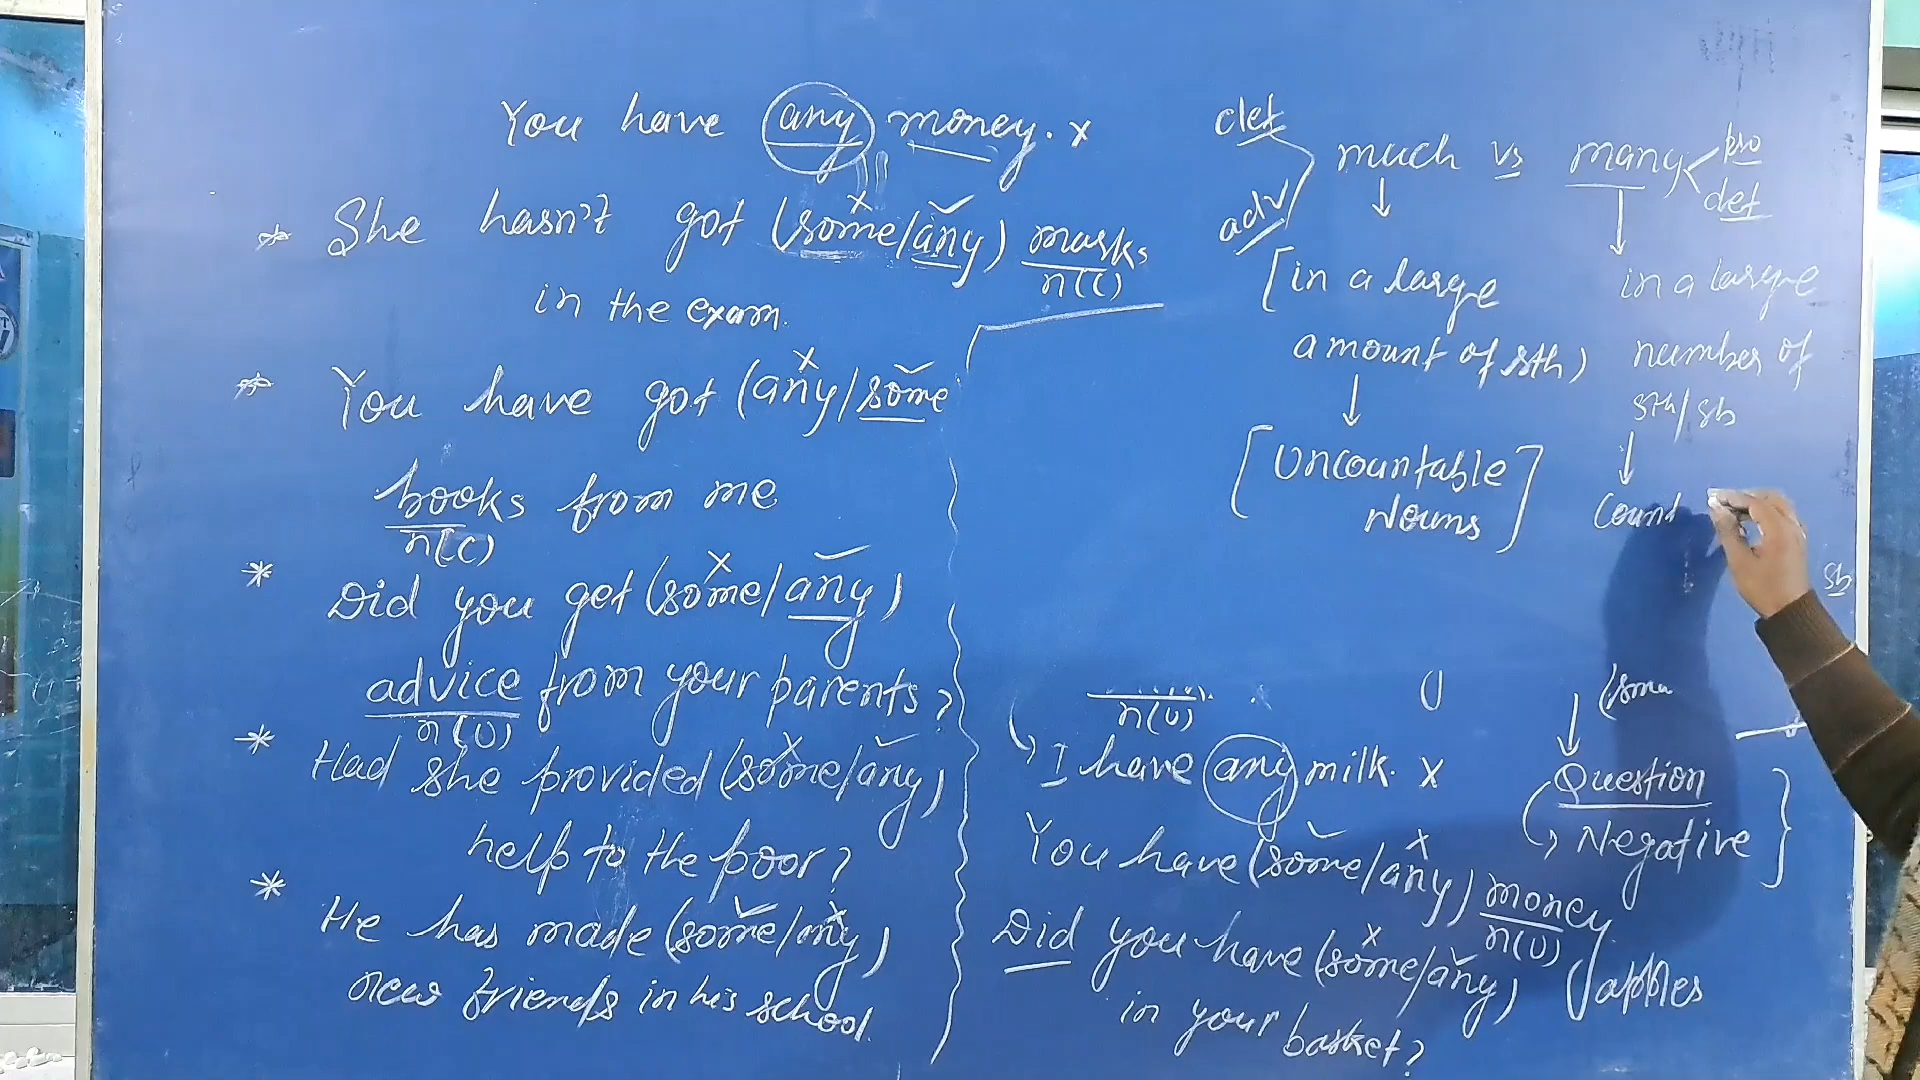 You have any money. x
* She hasn't got (some/any) marks
n(C)
in the exam.
* You have got (any/some
books from me
n(C)
* Did you get (some/any)
advice from your parents?
n(U)
* Had she provided (some/any)
help to the poor?
* He has made (some/any)
new friends in his school.
det
adv
much vs many
pro
det
[in a large
amount of sth)
[Uncountable
Nouns]
in a large
number of
sth/sb
Count
sb
n(U)
I have any milk. x
Question
Negative
You have (some/any) money
n(U)
Did you have (some/any) apples
in your basket?